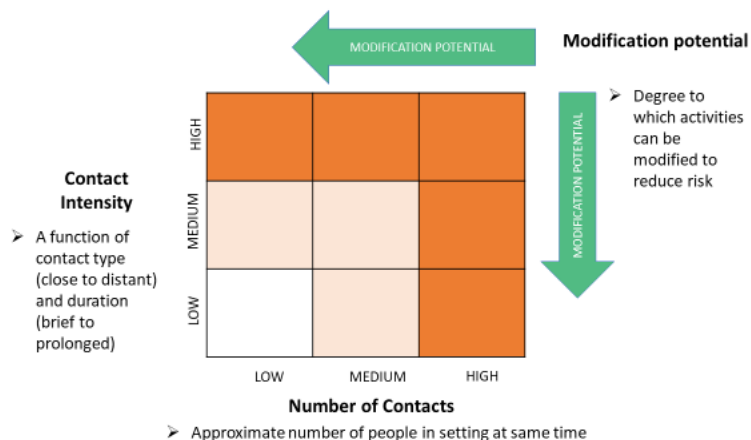 MODIFICATION POTENTIAL
Modification potential
➢ Degree to
which activities
can be
modified to
reduce risk
MODIFICATION POTENTIAL
Contact
Intensity
➢ A function of
contact type
(close to distant)
and duration
(brief to
prolonged)
HIGH
MEDIUM
LOW
LOW MEDIUM HIGH
Number of Contacts
➢ Approximate number of people in setting at same time